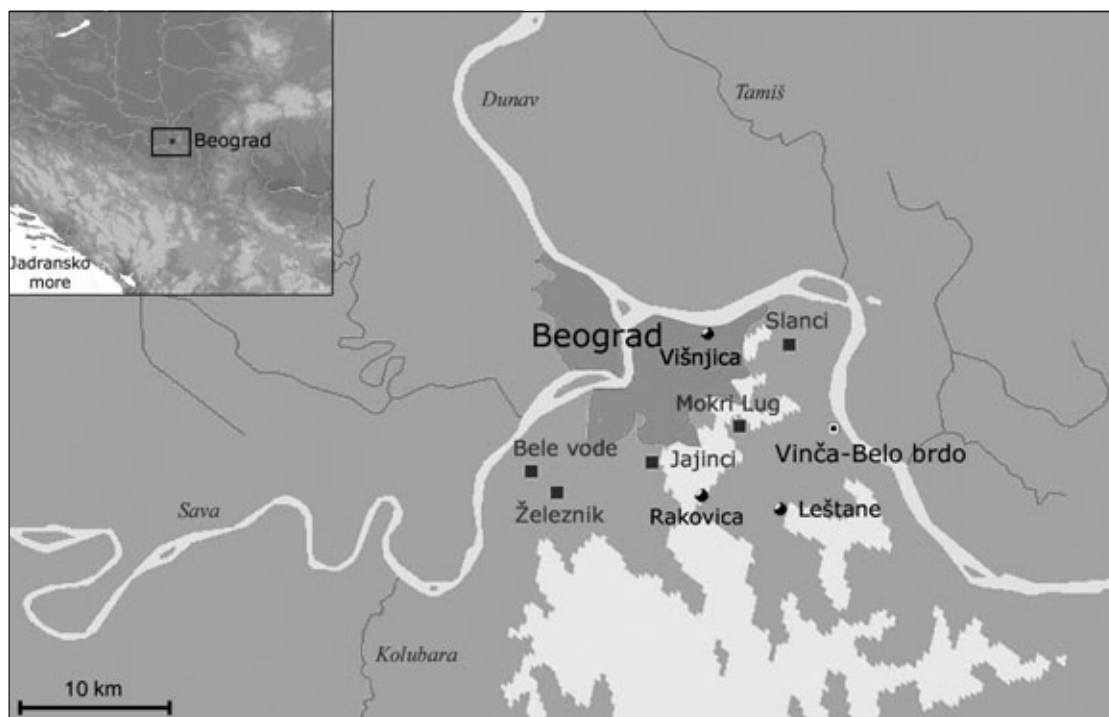 Beograd
Jadransko
more
Dunav
Tamiš
Beograd
Slanci
Višnjica
Mokri Lug
Bele vode
Jajinci
Vinča-Belo brdo
Železnik
Rakovica
Leštane
Sava
Kolubara
10 km